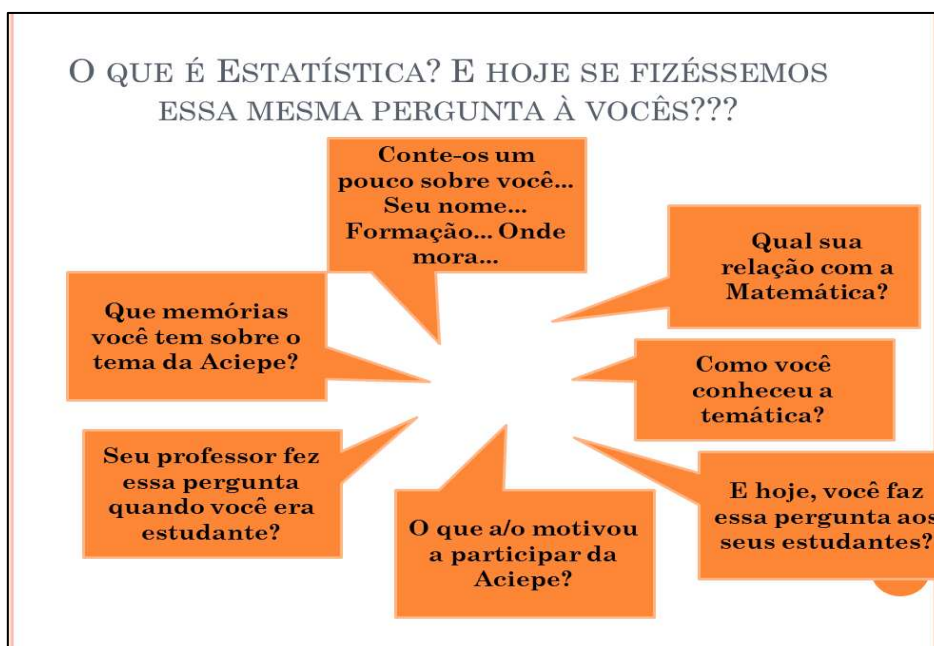 O QUE É ESTATÍSTICA? E HOJE SE FIZÉSSEMOS
ESSA MESMA PERGUNTA À VOCÊS???
Conte-os um
pouco sobre você...
Seu nome...
Formação... Onde
mora...
Qual sua
relação com a
Matemática?
Que memórias
você tem sobre o
tema da Aciepe?
Como você
conheceu a
temática?
Seu professor fez
essa pergunta
quando você era
estudante?
O que a/o motivou
a participar da
Aciepe?
E hoje, você faz
essa pergunta aos
seus estudantes?